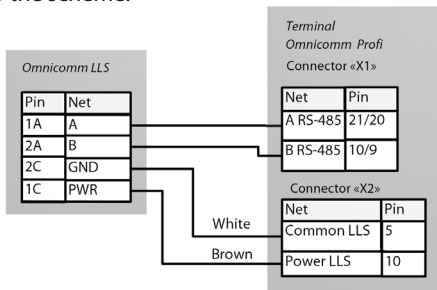 Terminal
Omnicomm Profi
Connector «X1»
Omnicomm LLS
Pin Net
1A A
2A B
2C GND
1C PWR
Net Pin
A RS-485 21/20
B RS-485 10/9
Connector «X2»
Net Pin
White Common LLS 5
Brown Power LLS 10